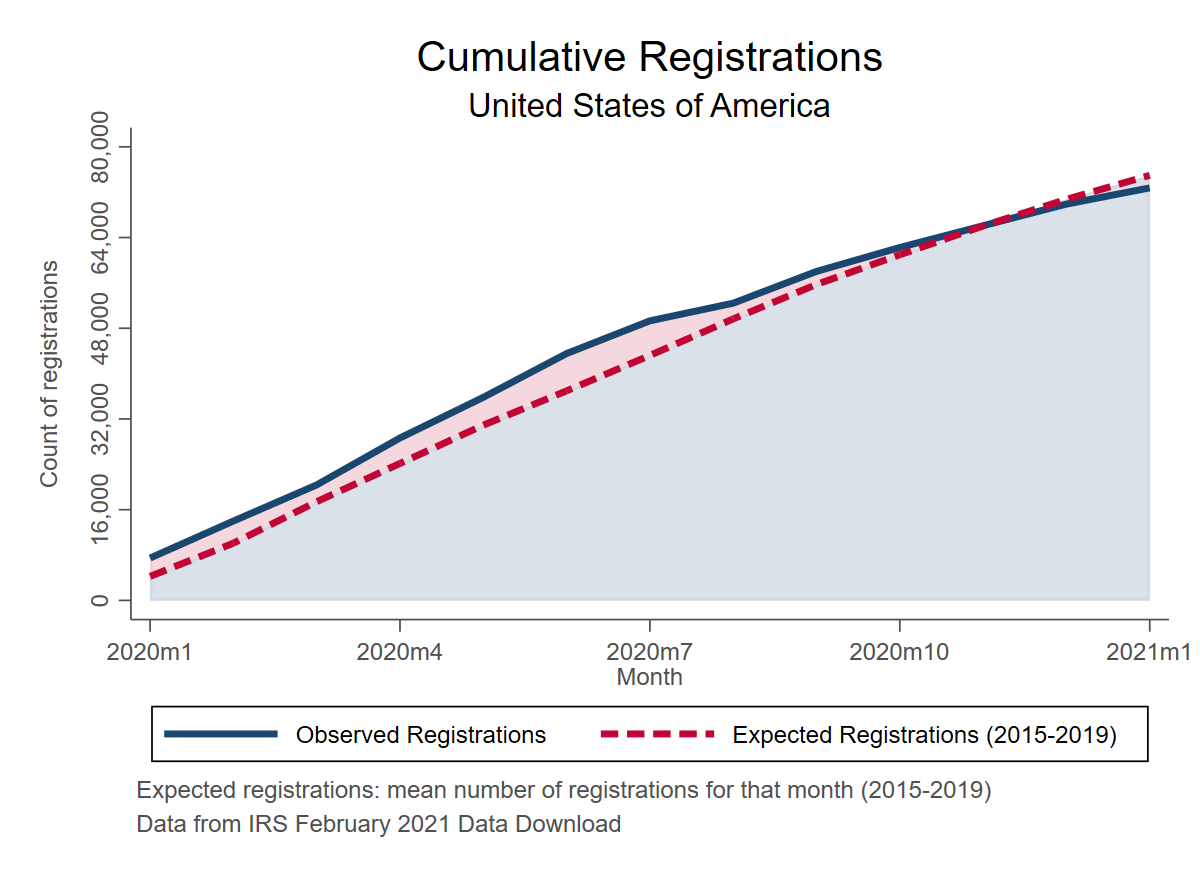 Cumulative Registrations
United States of America
80,000
64,000
48,000
32,000
16,000
0
Count of registrations
2020m1 2020m4 2020m7 2020m10 2021m1
Month
Observed Registrations Expected Registrations (2015-2019)
Expected registrations: mean number of registrations for that month (2015-2019)
Data from IRS February 2021 Data Download